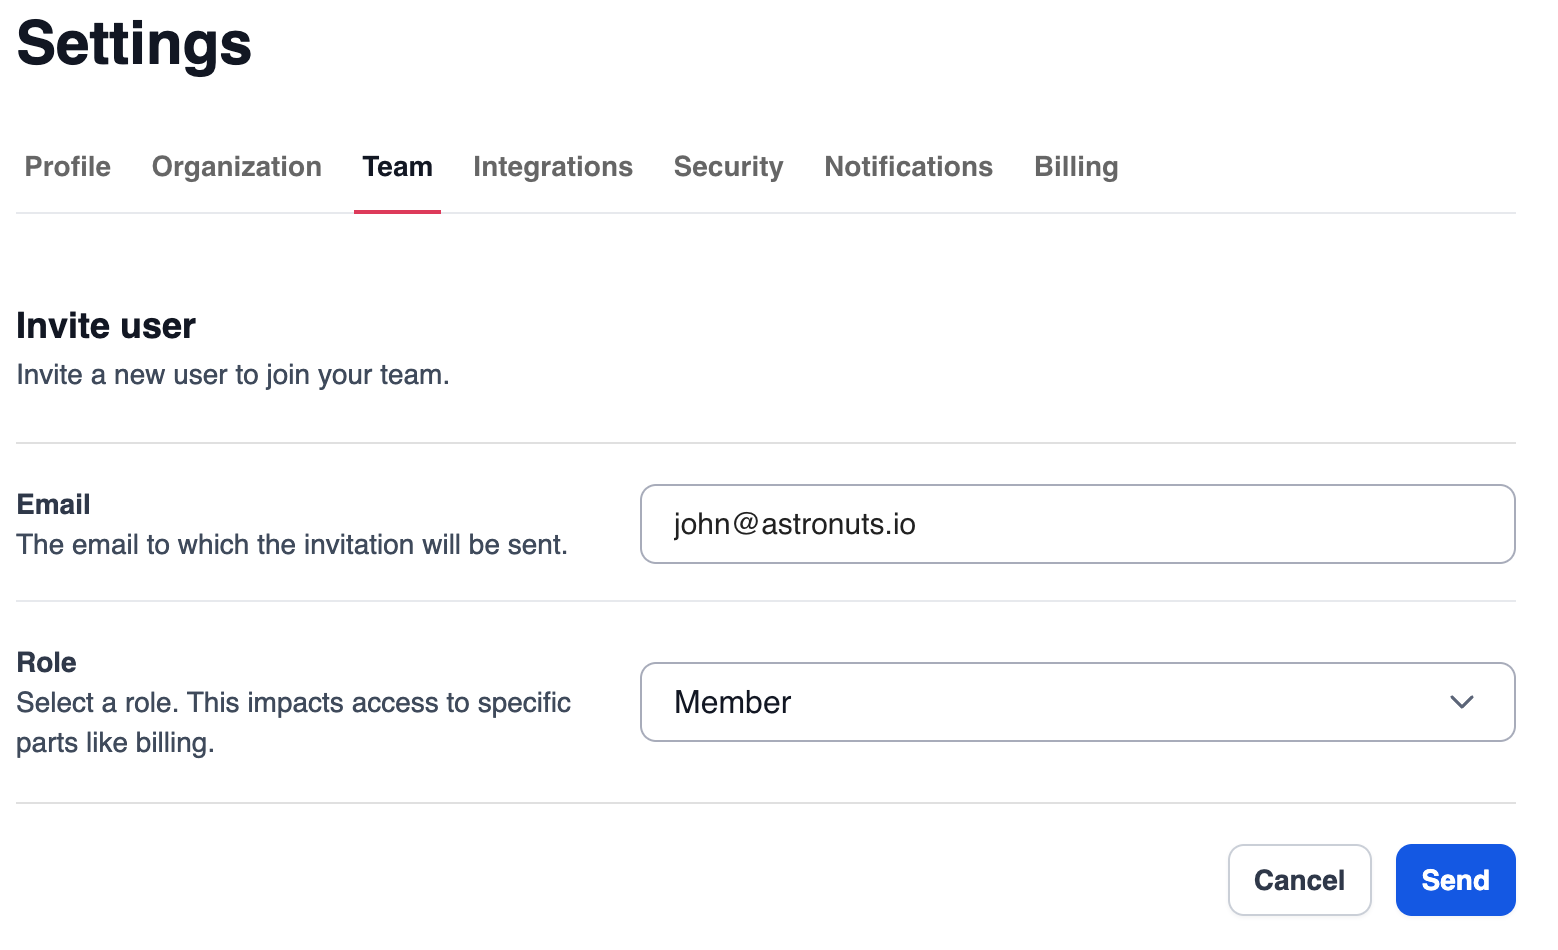 Settings
Profile Organization Team Integrations Security Notifications Billing
Invite user
Invite a new user to join your team.
Email
The email to which the invitation will be sent.
john@astronuts.io
Role
Select a role. This impacts access to specific
parts like billing.
Member
Cancel Send